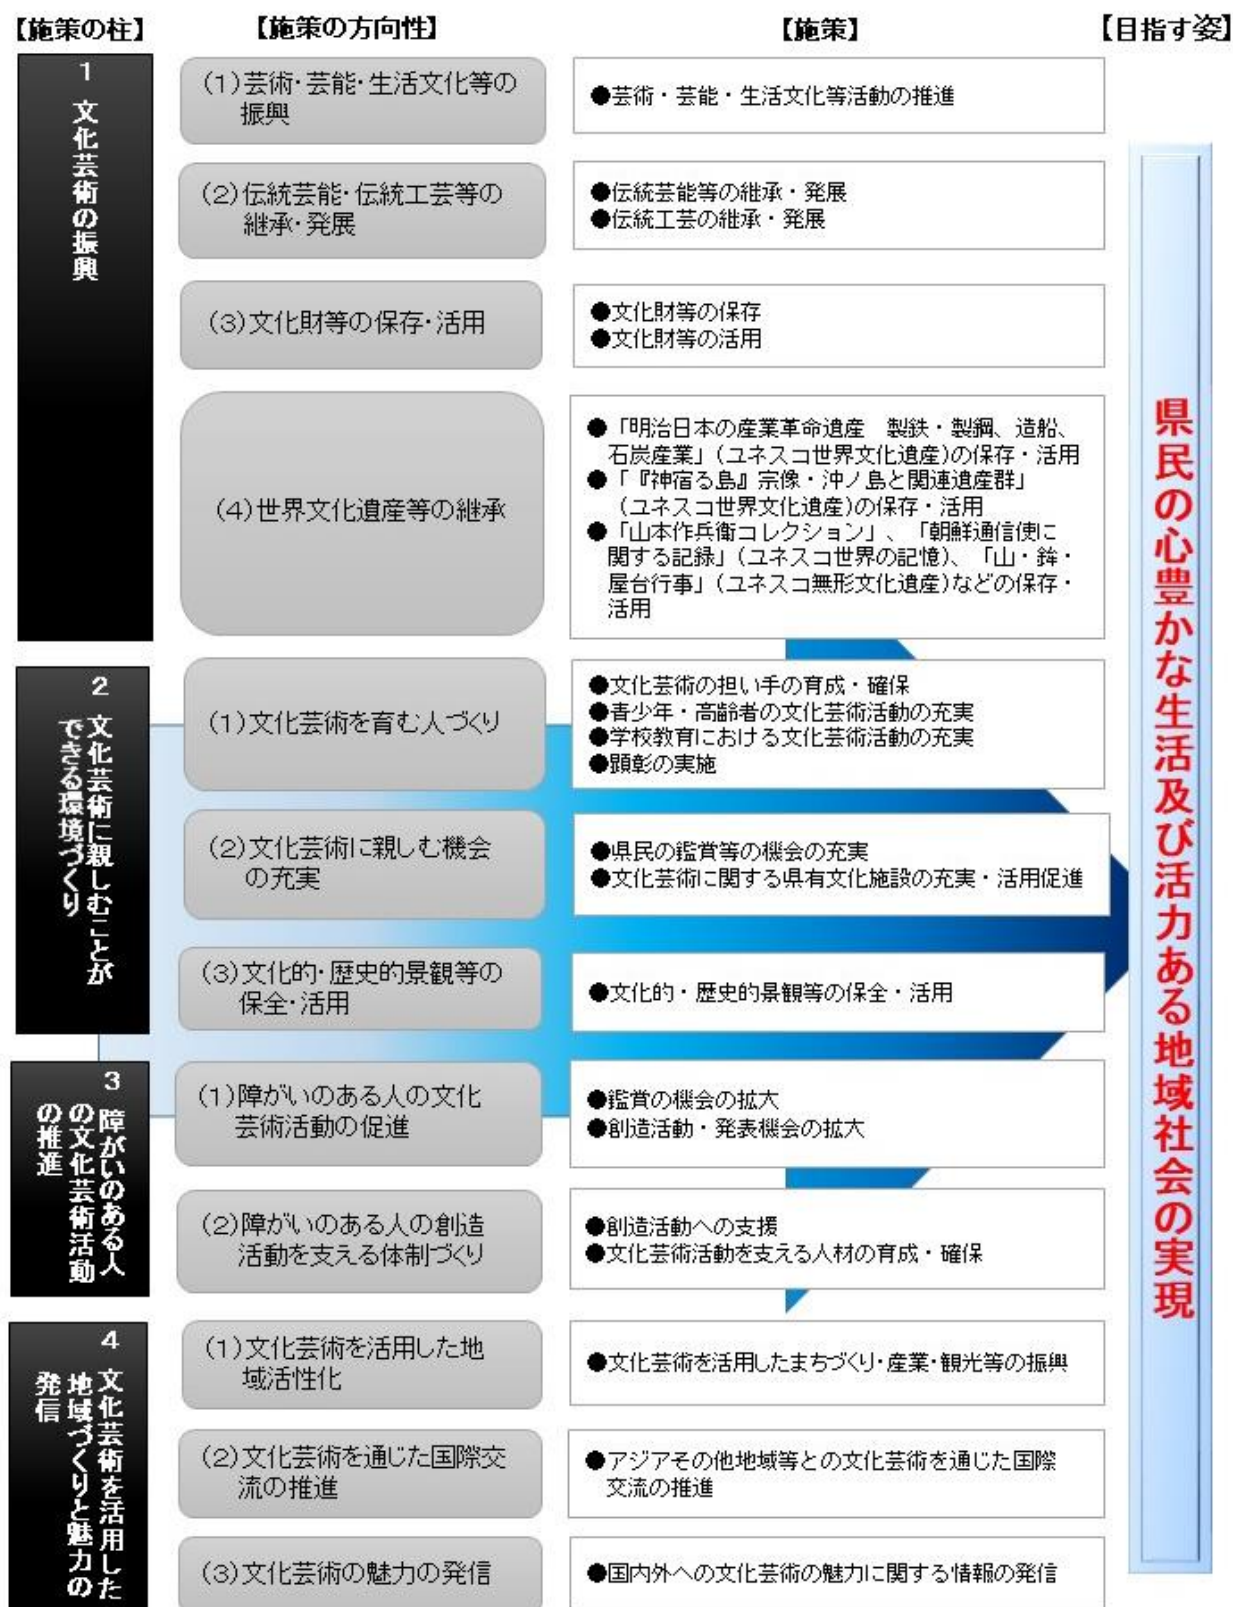 【施策の柱】
【施策の方向性】
【施策】
【目指す姿】
1 文化芸術の振興
(1)芸術・芸能・生活文化等の
振興
●芸術・芸能・生活文化等活動の推進
(2)伝統芸能・伝統工芸等の
継承・発展
●伝統芸能等の継承・発展
●伝統工芸の継承・発展
(3)文化財等の保存・活用
●文化財等の保存
●文化財等の活用
(4)世界文化遺産等の継承
●「明治日本の産業革命遺産 製鉄・製鋼、造船、
石炭産業」(ユネスコ世界文化遺産)の保存・活用
●「『神宿る島』宗像・沖ノ島と関連遺産群」
(ユネスコ世界文化遺産)の保存・活用
●「山本作兵衛コレクション」、「朝鮮通信使に
関する記録」(ユネスコ世界の記憶)、「山・鉾・
屋台行事」(ユネスコ無形文化遺産)などの保存・
活用
2 文化芸術に親しむことが
できる環境づくり
(1)文化芸術を育む人づくり
●文化芸術の担い手の育成・確保
●青少年・高齢者の文化芸術活動の充実
●学校教育における文化芸術活動の充実
●顕彰の実施
(2)文化芸術に親しむ機会
の充実
●県民の鑑賞等の機会の充実
●文化芸術に関する県有文化施設の充実・活用促進
(3)文化的・歴史的景観等の
保全・活用
●文化的・歴史的景観等の保全・活用
3 障がいのある人
の文化芸術活動
の推進
(1)障がいのある人の文化
芸術活動の促進
●鑑賞の機会の拡大
●創造活動・発表機会の拡大
(2)障がいのある人の創造
活動を支える体制づくり
●創造活動への支援
●文化芸術活動を支える人材の育成・確保
4 文化芸術を活用した
地域づくりと魅力の
発信
(1)文化芸術を活用した地
域活性化
●文化芸術を活用したまちづくり・産業・観光等の振興
(2)文化芸術を通じた国際交
流の推進
●アジアその他地域等との文化芸術を通じた国際
交流の推進
(3)文化芸術の魅力の発信
●国内外への文化芸術の魅力に関する情報の発信
県民の心豊かな生活及び活力ある地域社会の実現